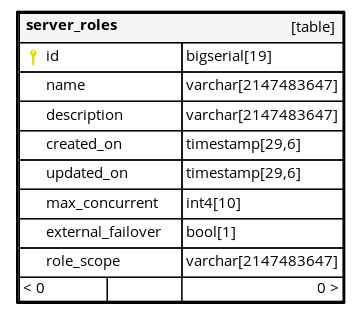 server_roles [table]
id bigserial[19]
name varchar[2147483647]
description varchar[2147483647]
created_on timestamp[29,6]
updated_on timestamp[29,6]
max_concurrent int4[10]
external_failover bool[1]
role_scope varchar[2147483647]
< 0 0 >